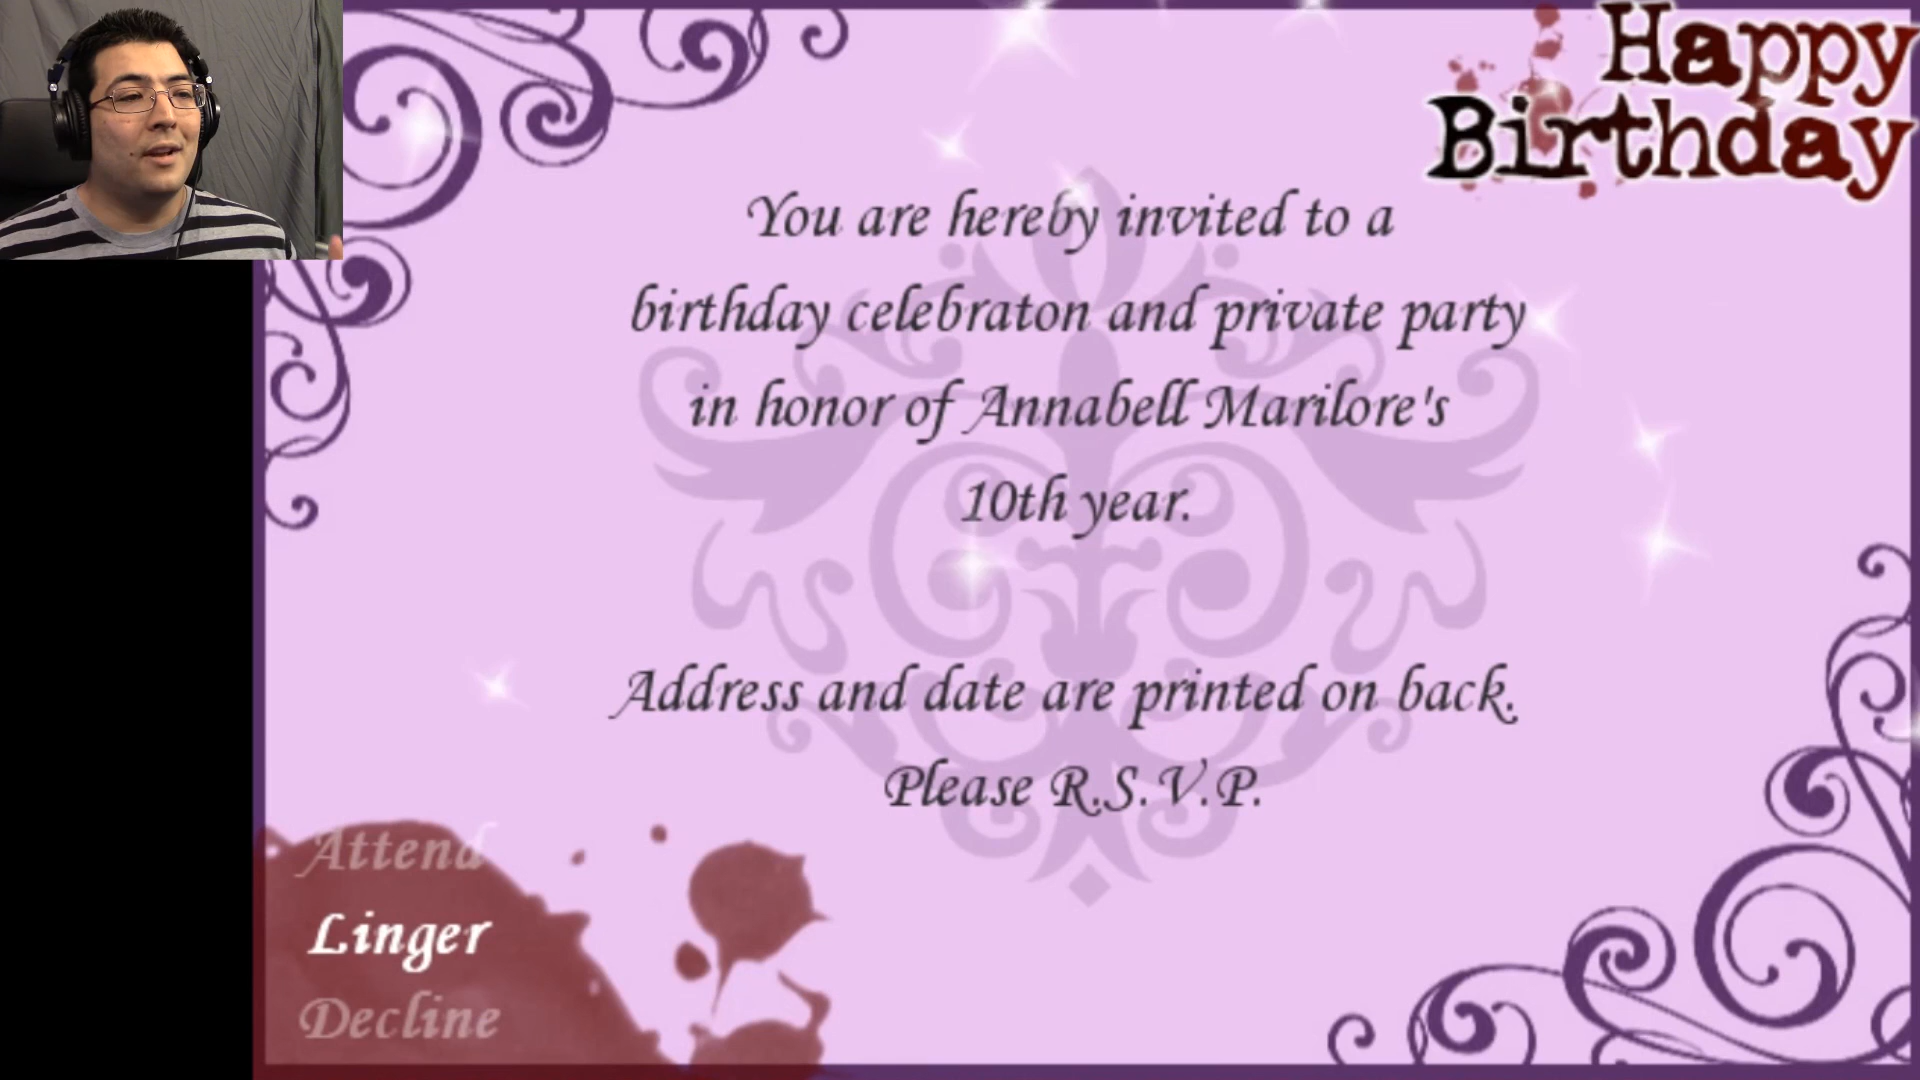 Happy
Birthday
You are hereby invited to a
birthday celebraton and private party
in honor of Annabell Marilore's
10th year.
Address and date are printed on back.
Please R.S.V.P.
Attend
Linger
Decline